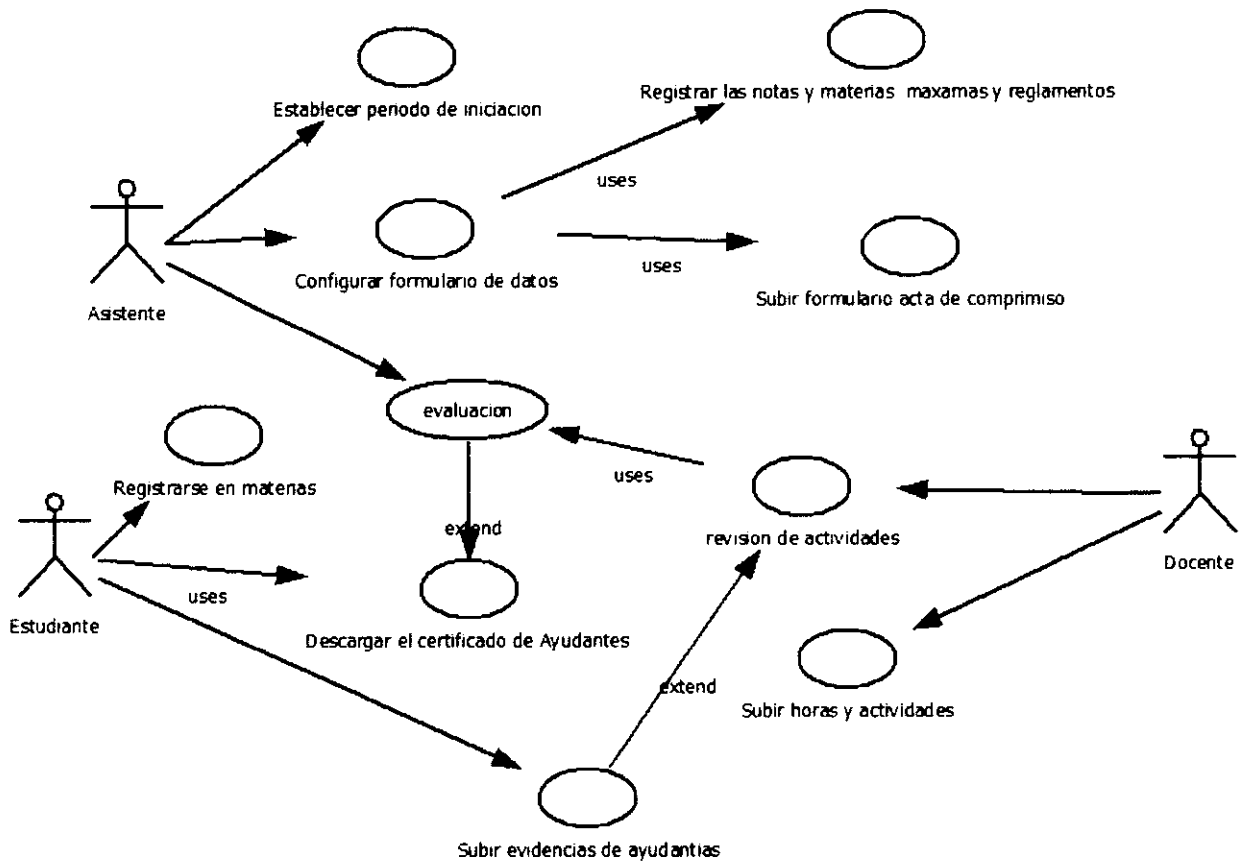 Establecer periodo de iniciacion
Registrar las notas y materias maxamas y reglamentos
uses
Configurar formulario de datos
uses
Subir formulario acta de comprimiso
Asistente
evaluacion
uses
Registrarse en materias
revision de actividades
Docente
extend
uses
Estudiante
Descargar el certificado de Ayudantes
extend
Subir horas y actividades
Subir evidencias de ayudantias